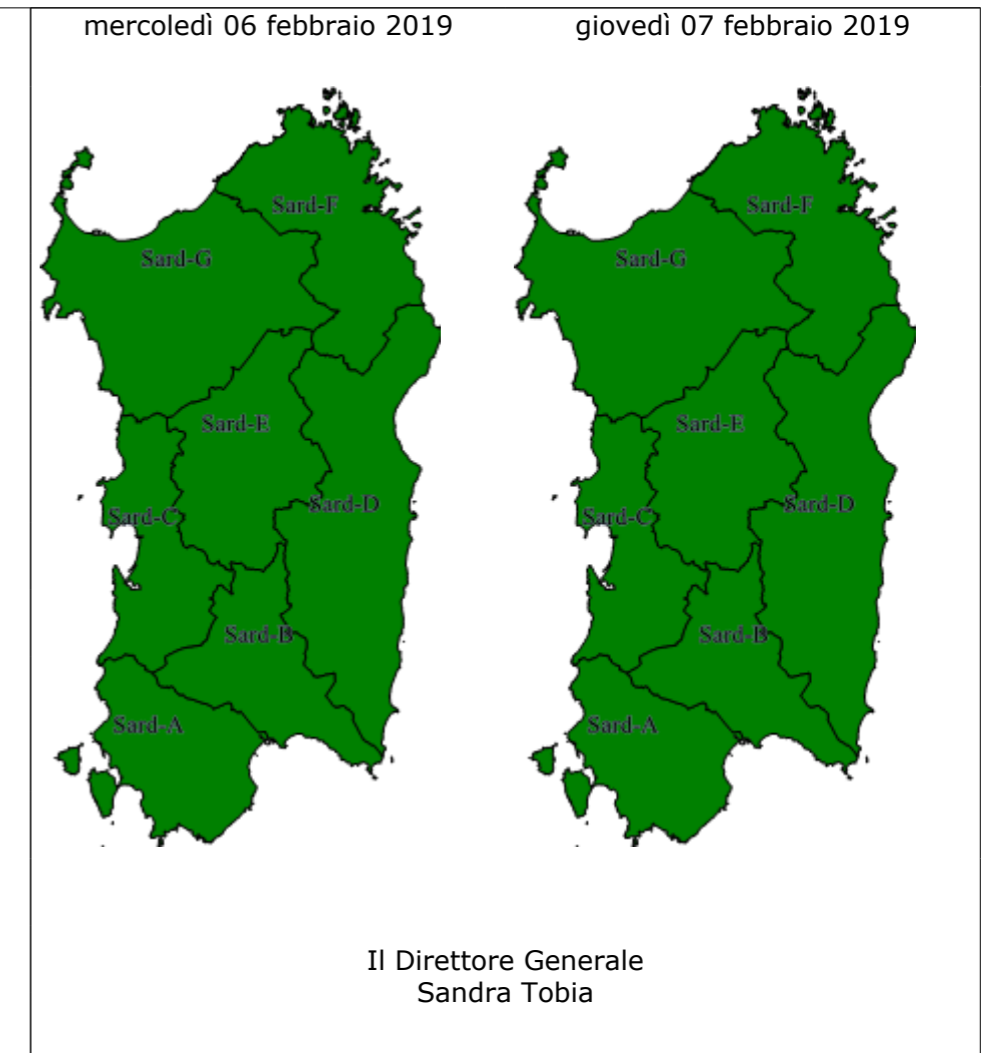 mercoledì 06 febbraio 2019
giovedì 07 febbraio 2019
Sard-F
Sard-G
Sard-E
Sard-D
Sard-C
Sard-B
Sard-A
Sard-F
Sard-G
Sard-E
Sard-D
Sard-C
Sard-B
Sard-A
Il Direttore Generale
Sandra Tobia